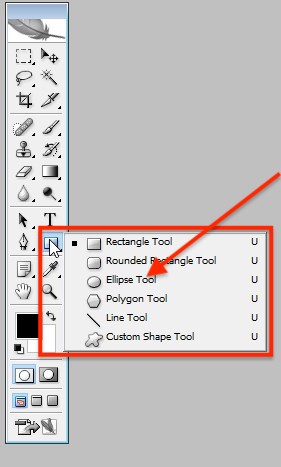 T
Rectangle Tool U
Rounded Rectangle Tool U
Ellipse Tool U
Polygon Tool U
Line Tool U
Custom Shape Tool U